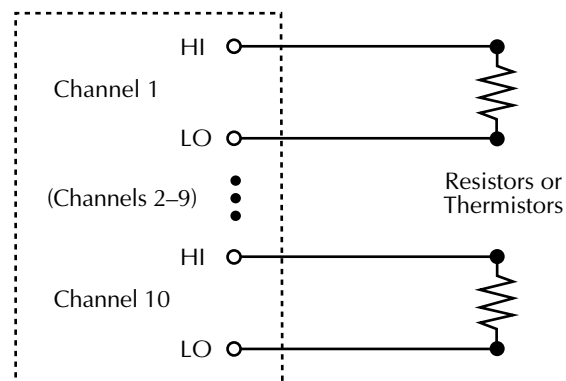 HI
Channel 1
LO
(Channels 2–9)
Resistors or
Thermistors
HI
Channel 10
LO